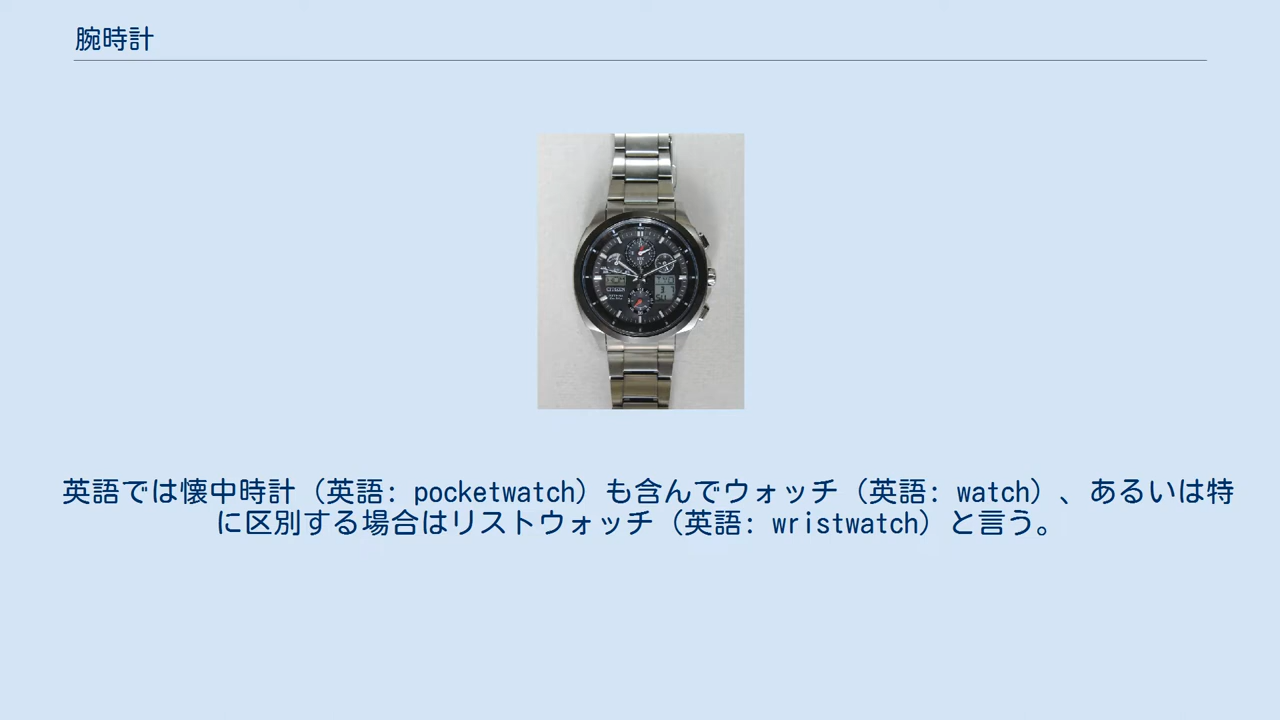 腕時計
CITIZEN
英語では懐中時計（英語: pocketwatch）も含んでウォッチ（英語: watch）、あるいは特
に区別する場合はリストウォッチ（英語: wristwatch）と言う。